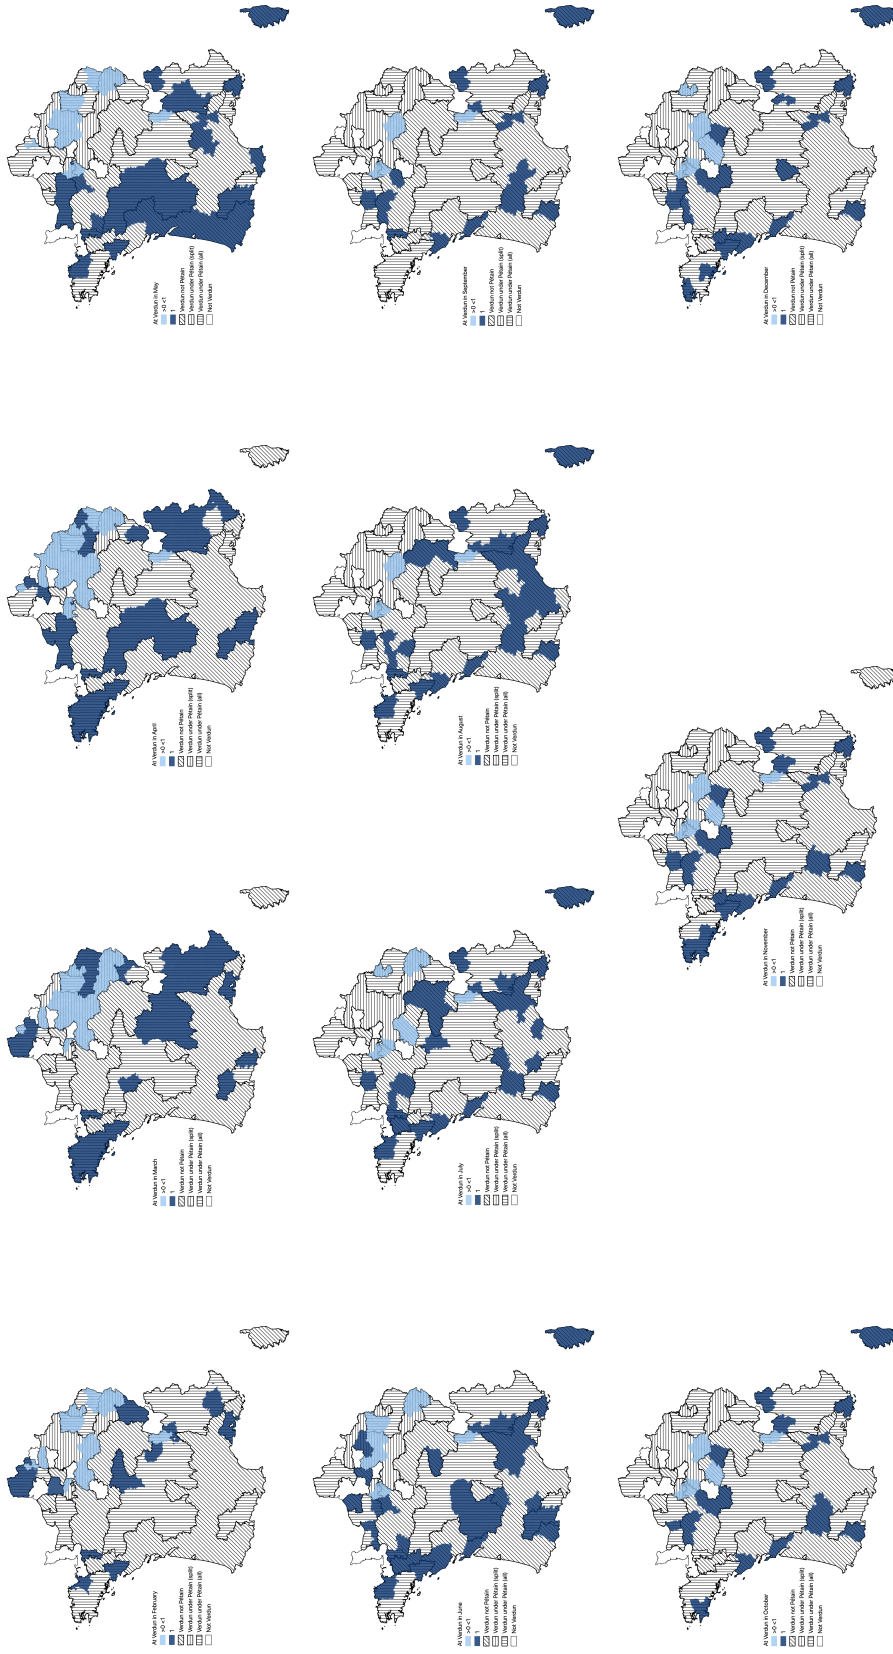 At Verdun in February
>0 <1
1
Verdun not Pétain
Verdun under Pétain (split)
Verdun under Pétain (all)
Not Verdun
At Verdun in March
>0 <1
1
Verdun not Pétain
Verdun under Pétain (split)
Verdun under Pétain (all)
Not Verdun
At Verdun in April
>0 <1
1
Verdun not Pétain
Verdun under Pétain (split)
Verdun under Pétain (all)
Not Verdun
At Verdun in May
>0 <1
1
Verdun not Pétain
Verdun under Pétain (split)
Verdun under Pétain (all)
Not Verdun
At Verdun in June
>0 <1
1
Verdun not Pétain
Verdun under Pétain (split)
Verdun under Pétain (all)
Not Verdun
At Verdun in July
>0 <1
1
Verdun not Pétain
Verdun under Pétain (split)
Verdun under Pétain (all)
Not Verdun
At Verdun in August
>0 <1
1
Verdun not Pétain
Verdun under Pétain (split)
Verdun under Pétain (all)
Not Verdun
At Verdun in September
>0 <1
1
Verdun not Pétain
Verdun under Pétain (split)
Verdun under Pétain (all)
Not Verdun
At Verdun in October
>0 <1
1
Verdun not Pétain
Verdun under Pétain (split)
Verdun under Pétain (all)
Not Verdun
At Verdun in November
>0 <1
1
Verdun not Pétain
Verdun under Pétain (split)
Verdun under Pétain (all)
Not Verdun
At Verdun in December
>0 <1
1
Verdun not Pétain
Verdun under Pétain (split)
Verdun under Pétain (all)
Not Verdun